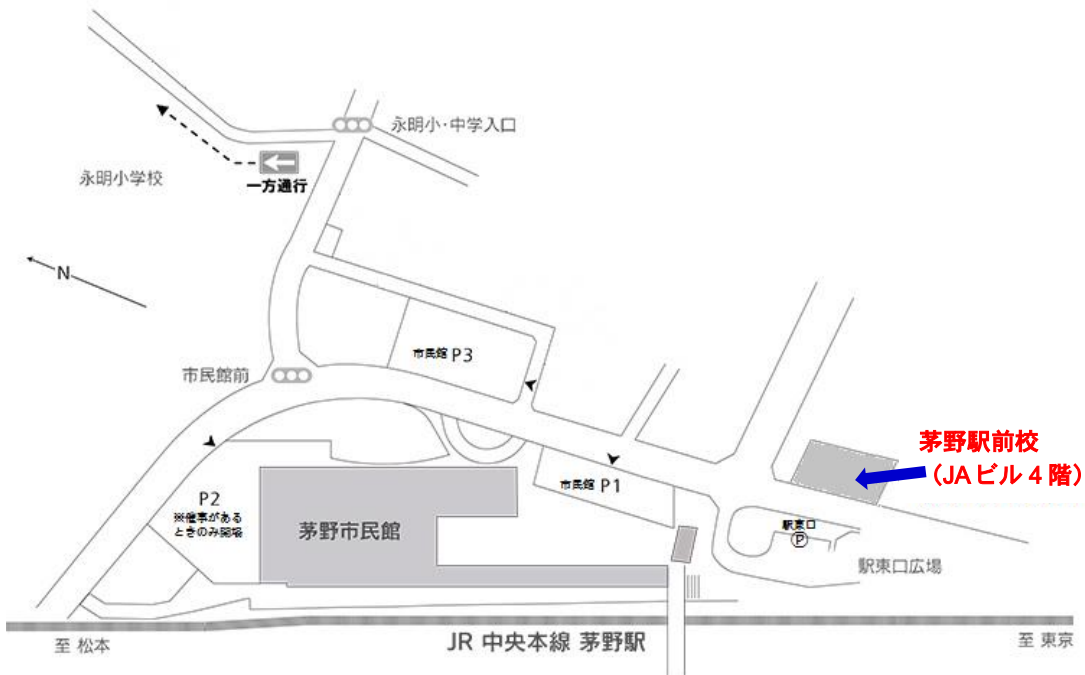 永明小・中学入口
永明小学校
一方通行
N
市民館 P3
市民館前
茅野駅前校
（JAビル４階）
市民館 P1
P2
※催事がある
ときのみ開場
茅野市民館
駅東口
P
駅東口広場
JR 中央本線 茅野駅
至 松本
至 東京